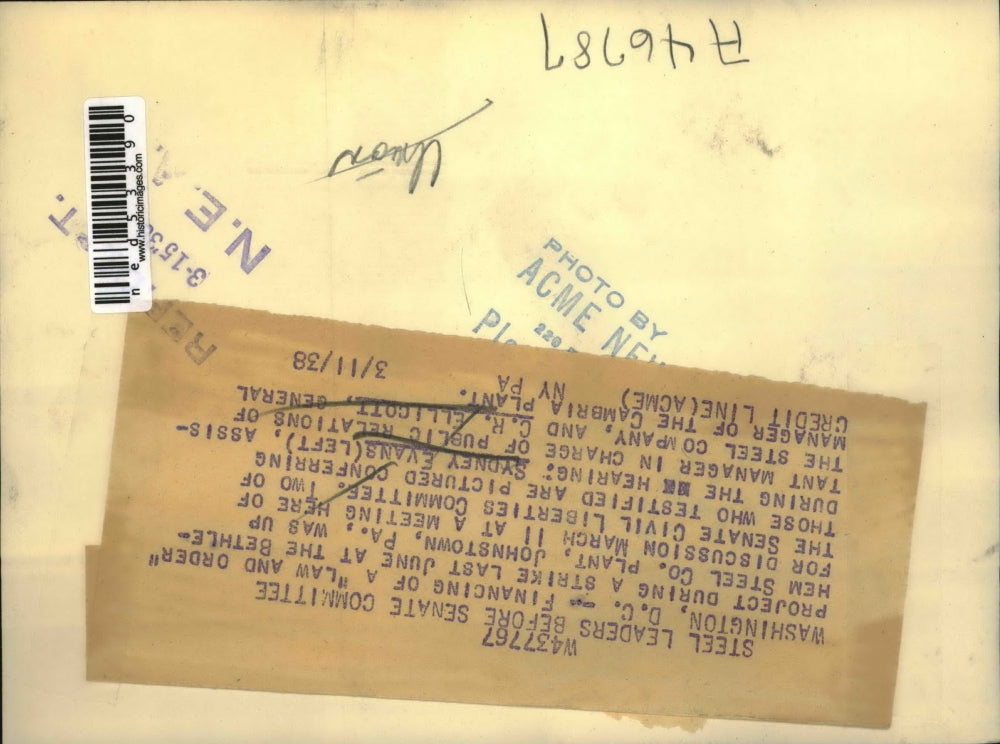 W437767
STEEL LEADERS BEFORE SENATE COMMITTEE
WASHINGTON, D.C. -- FINANCING OF A "LAW AND ORDER"
PROJECT DURING A STRIKE LAST JUNE AT THE BETHLE-
HEM STEEL CO. PLANT, JOHNSTOWN, PA., WAS UP
FOR DISCUSSION MARCH 11 AT A MEETING HERE OF
THE SENATE CIVIL LIBERTIES COMMITTEE. TWO OF
THOSE WHO TESTIFIED ARE PICTURED CONFERRING
DURING THE HEARING: SYDNEY EVANS(LEFT), ASSIS-
TANT MANAGER IN CHARGE OF PUBLIC RELATIONS OF
THE STEEL COMPANY, AND C.R. ELLICOTT, GENERAL
MANAGER OF THE CAMBRIA PLANT.
CREDIT LINE(ACME) NY PA 3/11/38
PHOTO BY
ACME
220
N.E.
Union
A46787
ned53390
www.historicimages.com